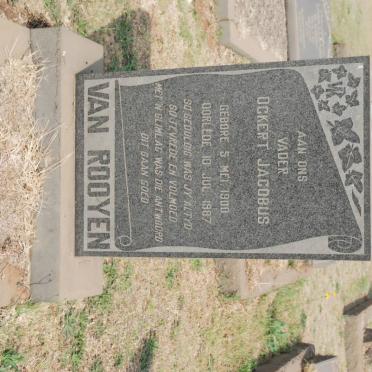 AAN ONS
VADER
OCKERT JACOBUS
GEBORE 5 MEI 1906
OORLEDE 10 JUL. 1987
SO GEDULDIG WAS JY ALTYD
SO TEVREDE EN VOLMOED
MET 'N GLIMLAG WAS DIE ANTWOORD
DIT GAAN GOED
VAN ROOYEN